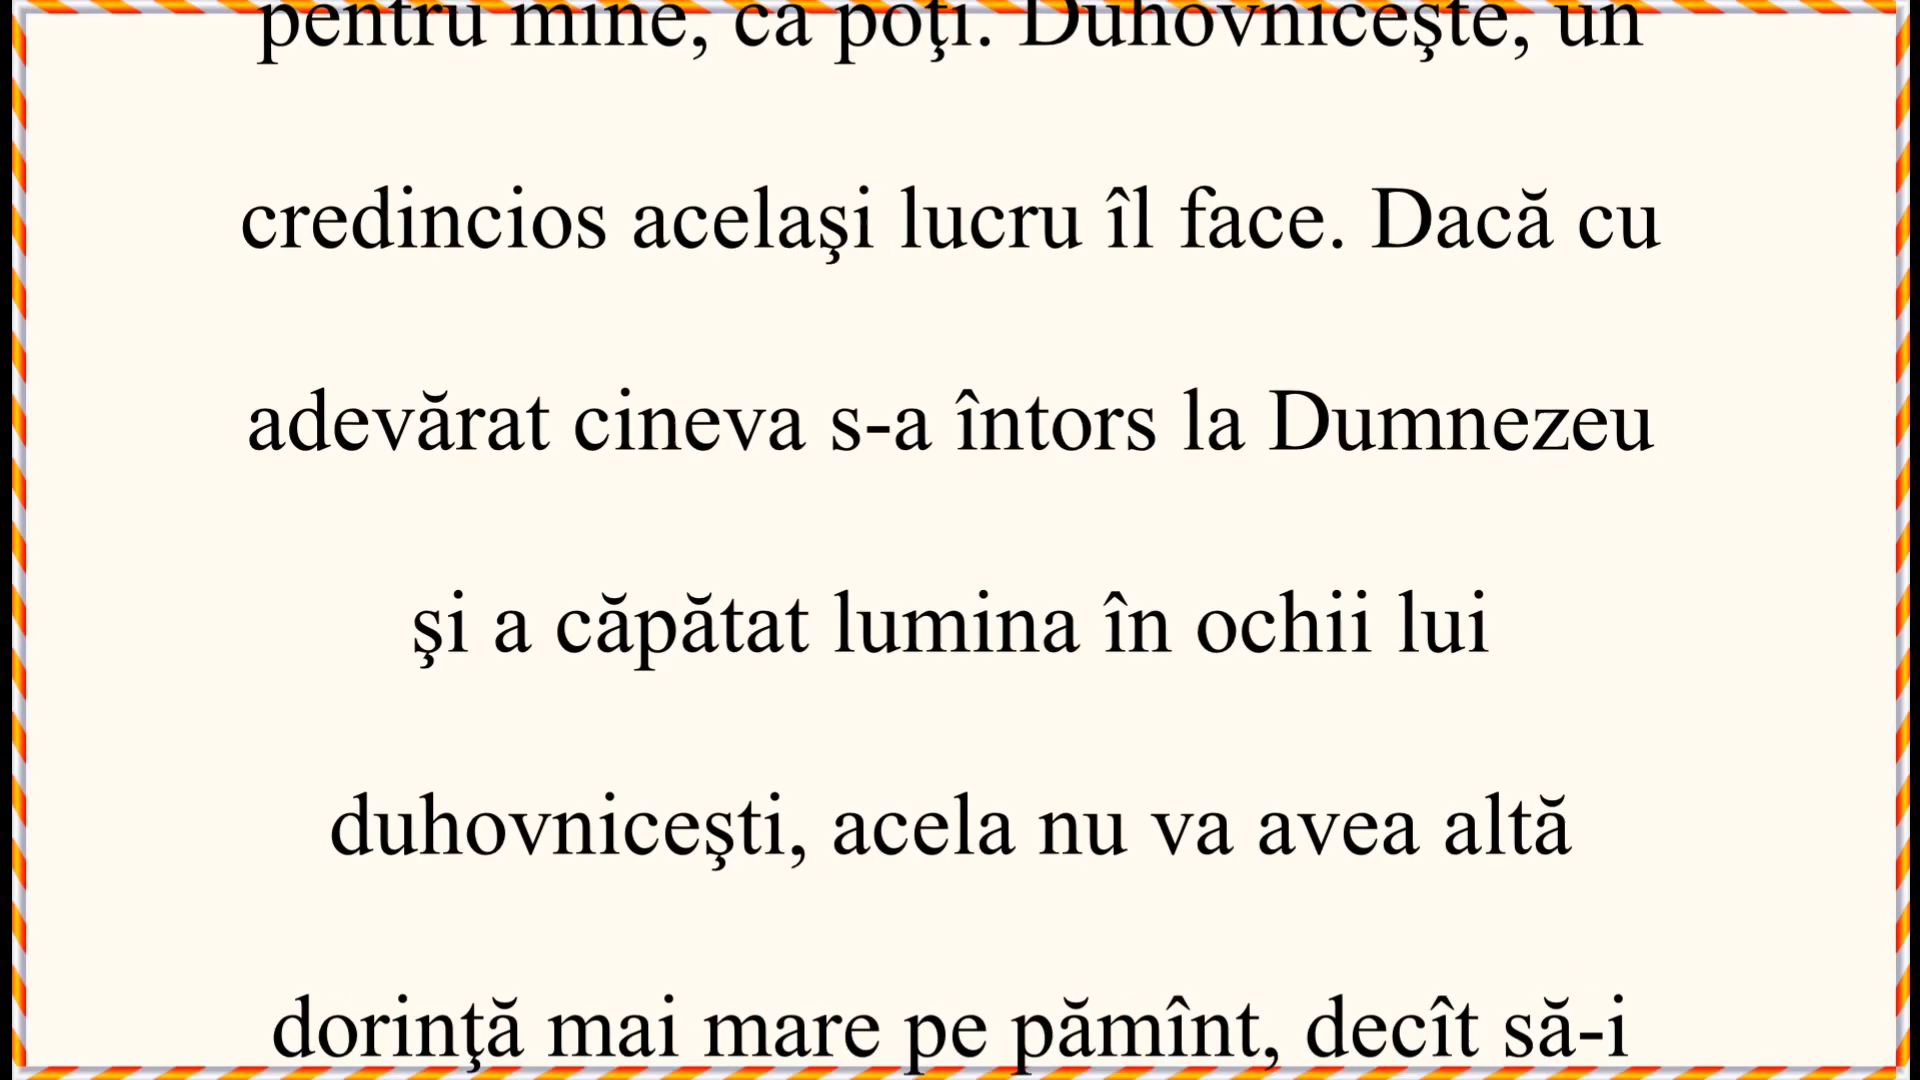 pentru mine, că poţi. Duhovniceşte, un
credincios acelaşi lucru îl face. Dacă cu
adevărat cineva s-a întors la Dumnezeu
şi a căpătat lumina în ochii lui
duhovniceşti, acela nu va avea altă
dorinţă mai mare pe pămînt, decît să-i